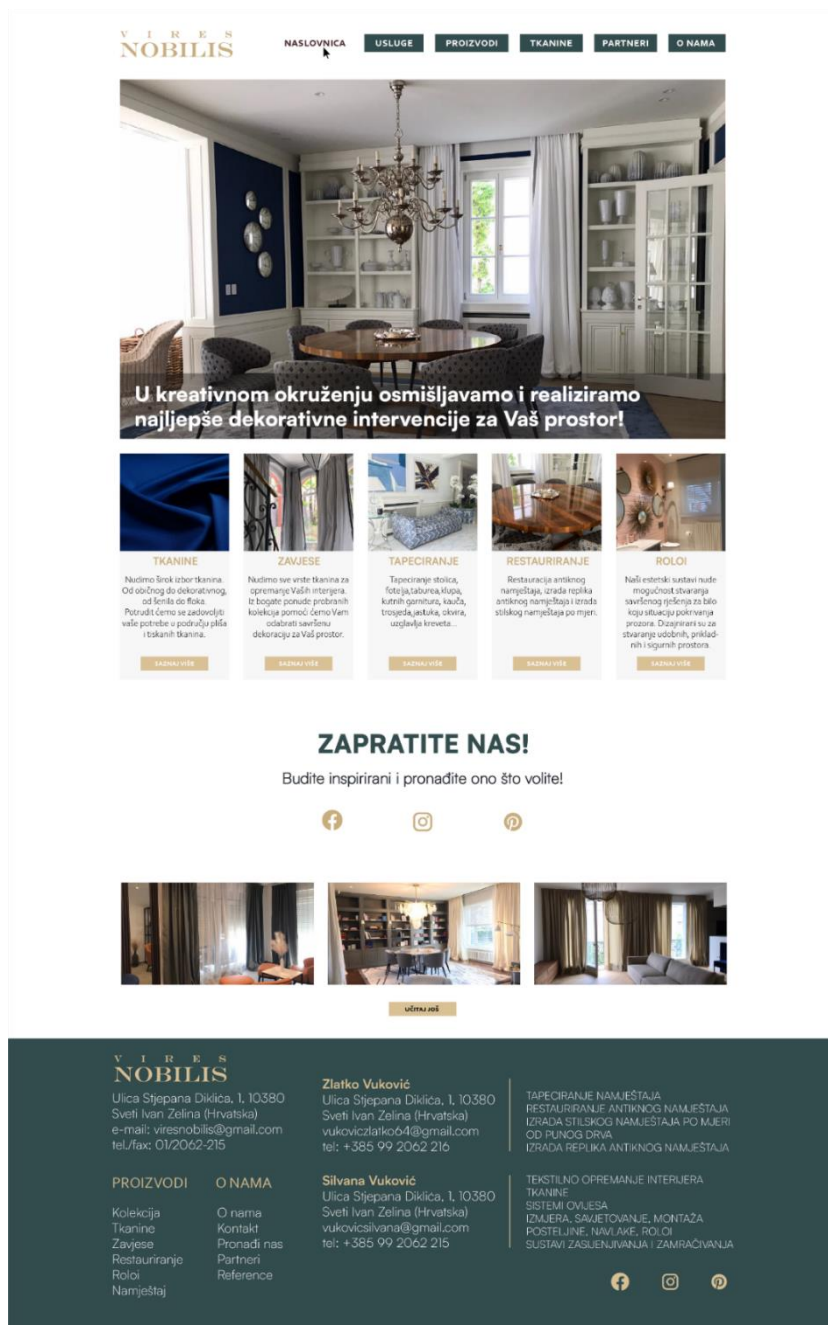 VIRES
NOBILIS
NASLOVNICA
USLUGE
PROIZVODI
TKANINE
PARTNERI
O NAMA
U kreativnom okruženju osmišljavamo i realiziramo
najljepše dekorativne intervencije za Vaš prostor!
TKANINE
Nudimo širok izbor tkanina.
Od običnog do dekorativnog,
od šenila do floka.
Potrudit ćemo se zadovoljiti
vaše potrebe u području pliša
i tiskanih tkanina.
SAZNAJ VIŠE
ZAVJESE
Nudimo sve vrste tkanina za
opremanje Vaših interijera.
Iz bogate ponude probranih
kolekcija pomoći ćemo Vam
odabrati savršenu
dekoraciju za Vaš prostor.
SAZNAJ VIŠE
TAPECIRANJE
Tapeciranje stolica,
fotelja,taburea,klupa,
kutnih garnitura, kauča,
trosjeda,jastuka, okvira,
uzglavlja kreveta...
SAZNAJ VIŠE
RESTAURIRANJE
Restauracija antiknog
namještaja, izrada replika
antiknog namještaja i izrada
stilskog namještaja po mjeri.
SAZNAJ VIŠE
ROLOI
Naši estetski sustavi nude
mogućnost stvaranja
savršenog rješenja za bilo
koju situaciju pokrivanja
prozora. Dizajnirani su za
stvaranje udobnih, priklad-
nih i sigurnih prostora.
SAZNAJ VIŠE
ZAPRATITE NAS!
Budite inspirirani i pronađite ono što volite!
UČITAJ JOŠ
VIRES
NOBILIS
Ulica Stjepana Diklića, 1, 10380
Sveti Ivan Zelina (Hrvatska)
e-mail: viresnobilis@gmail.com
tel./fax: 01/2062-215
PROIZVODI
Kolekcija
Tkanine
Zavjese
Restauriranje
Roloi
Namještaj
O NAMA
O nama
Kontakt
Pronađi nas
Partneri
Reference
Zlatko Vuković
Ulica Stjepana Diklića, 1, 10380
Sveti Ivan Zelina (Hrvatska)
vukoviczlatko64@gmail.com
tel: +385 99 2062 216
Silvana Vuković
Ulica Stjepana Diklića, 1, 10380
Sveti Ivan Zelina (Hrvatska)
vukovicsilvana@gmail.com
tel: +385 99 2062 215
TAPECIRANJE NAMJEŠTAJA
RESTAURIRANJE ANTIKNOG NAMJEŠTAJA
IZRADA STILSKOG NAMJEŠTAJA PO MJERI
OD PUNOG DRVA
IZRADA REPLIKA ANTIKNOG NAMJEŠTAJA
TEKSTILNO OPREMANJE INTERIJERA
TKANINE
SISTEMI OVIJESA
IZMJERA, SAVJETOVANJE, MONTAŽA
POSTELJINE, NAVLAKE, ROLOI
SUSTAVI ZASIJENJIVANJA I ZAMRAČIVANJA